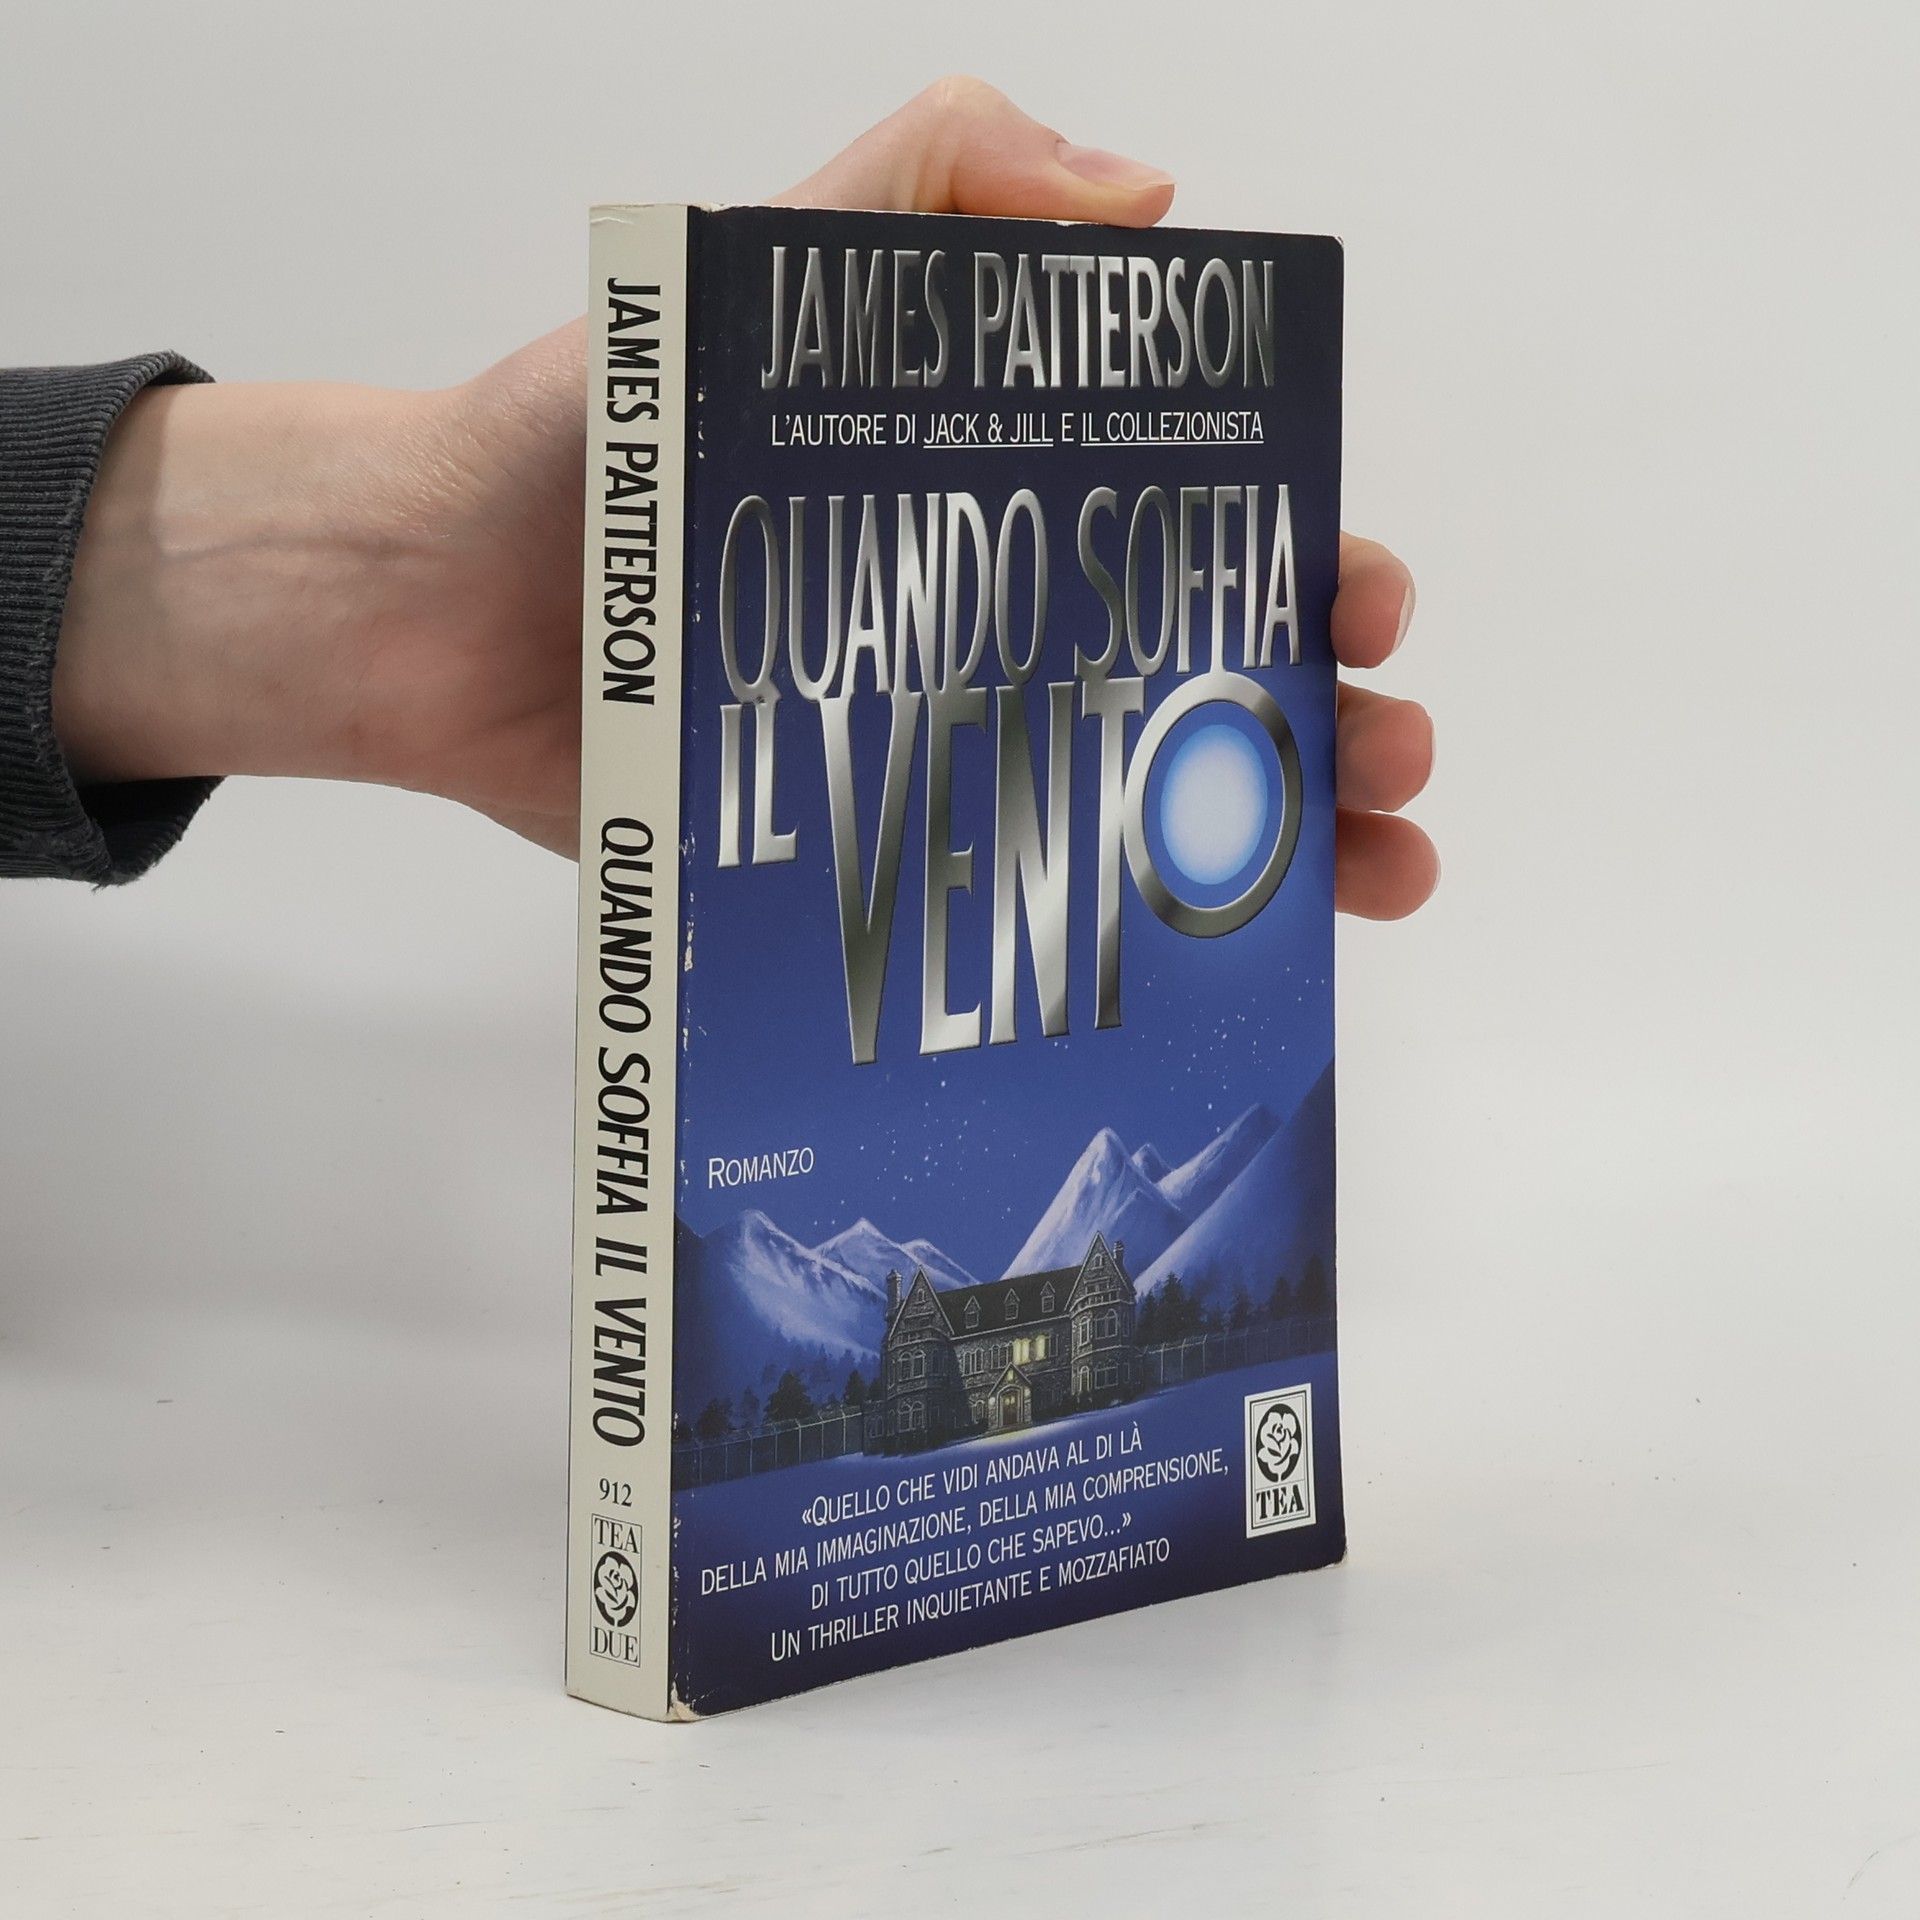 JAMES PATTERSON QUANDO SOFFIA IL VENTO
912
TEA
DUE
JAMES PATTERSON
L'AUTORE DI JACK & JILL E IL COLLEZIONISTA
QUANDO SOFFIA
IL VENTO
ROMANZO
«QUELLO CHE VIDI ANDAVA AL DI LÀ
DELLA MIA IMMAGINAZIONE, DELLA MIA COMPRENSIONE,
DI TUTTO QUELLO CHE SAPEVO...»
UN THRILLER INQUIETANTE E MOZZAFIATO
TEA